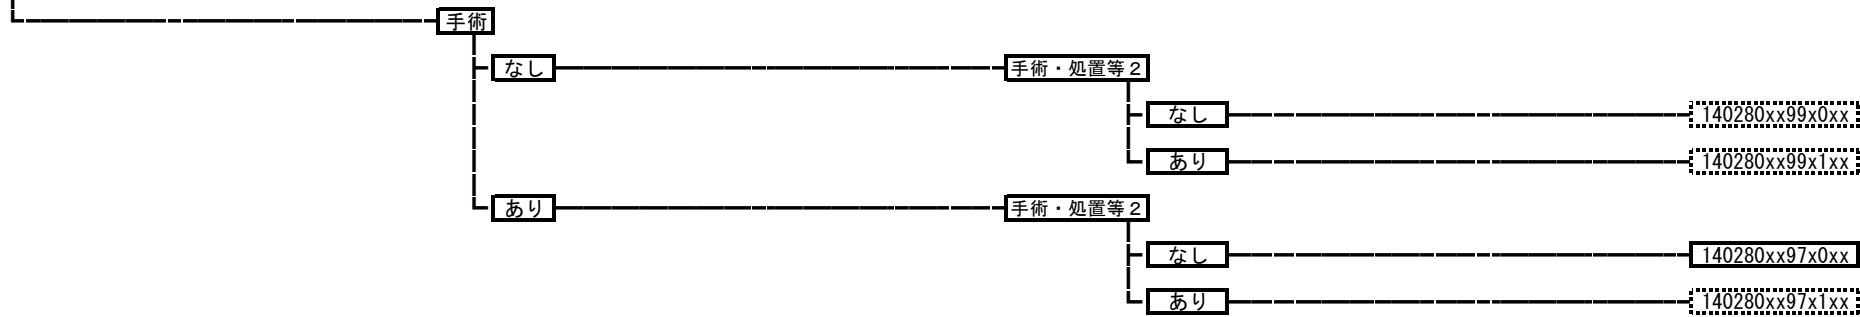 手術
なし 手術・処置等2
なし 140280xx99x0xx
あり 140280xx99x1xx
あり 手術・処置等2
なし 140280xx97x0xx
あり 140280xx97x1xx